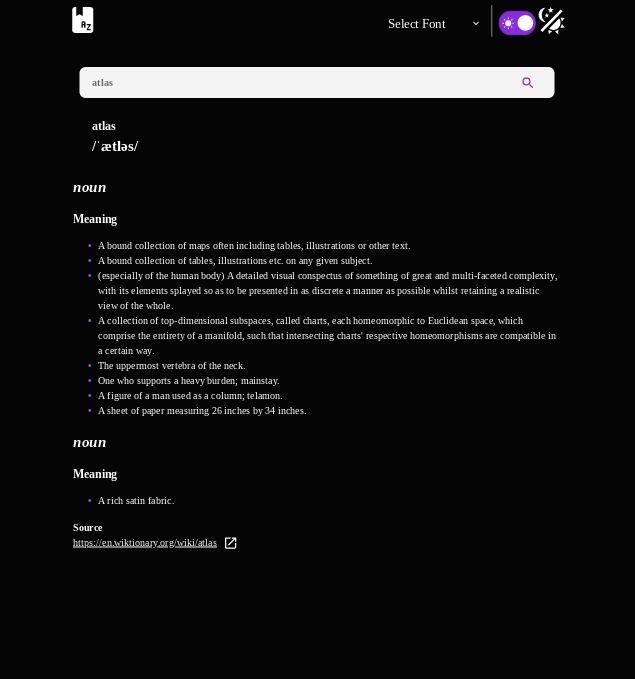 AZ
Select Font
atlas
atlas
/ˈætləs/
noun
Meaning
A bound collection of maps often including tables, illustrations or other text.
A bound collection of tables, illustrations etc. on any given subject.
(especially of the human body) A detailed visual conspectus of something of great and multi-faceted complexity,
with its elements splayed so as to be presented in as discrete a manner as possible whilst retaining a realistic
view of the whole.
A collection of top-dimensional subspaces, called charts, each homeomorphic to Euclidean space, which
comprise the entirety of a manifold, such that intersecting charts' respective homeomorphisms are compatible in
a certain way.
The uppermost vertebra of the neck.
One who supports a heavy burden; mainstay.
A figure of a man used as a column; telamon.
A sheet of paper measuring 26 inches by 34 inches.
noun
Meaning
A rich satin fabric.
Source
https://en.wiktionary.org/wiki/atlas